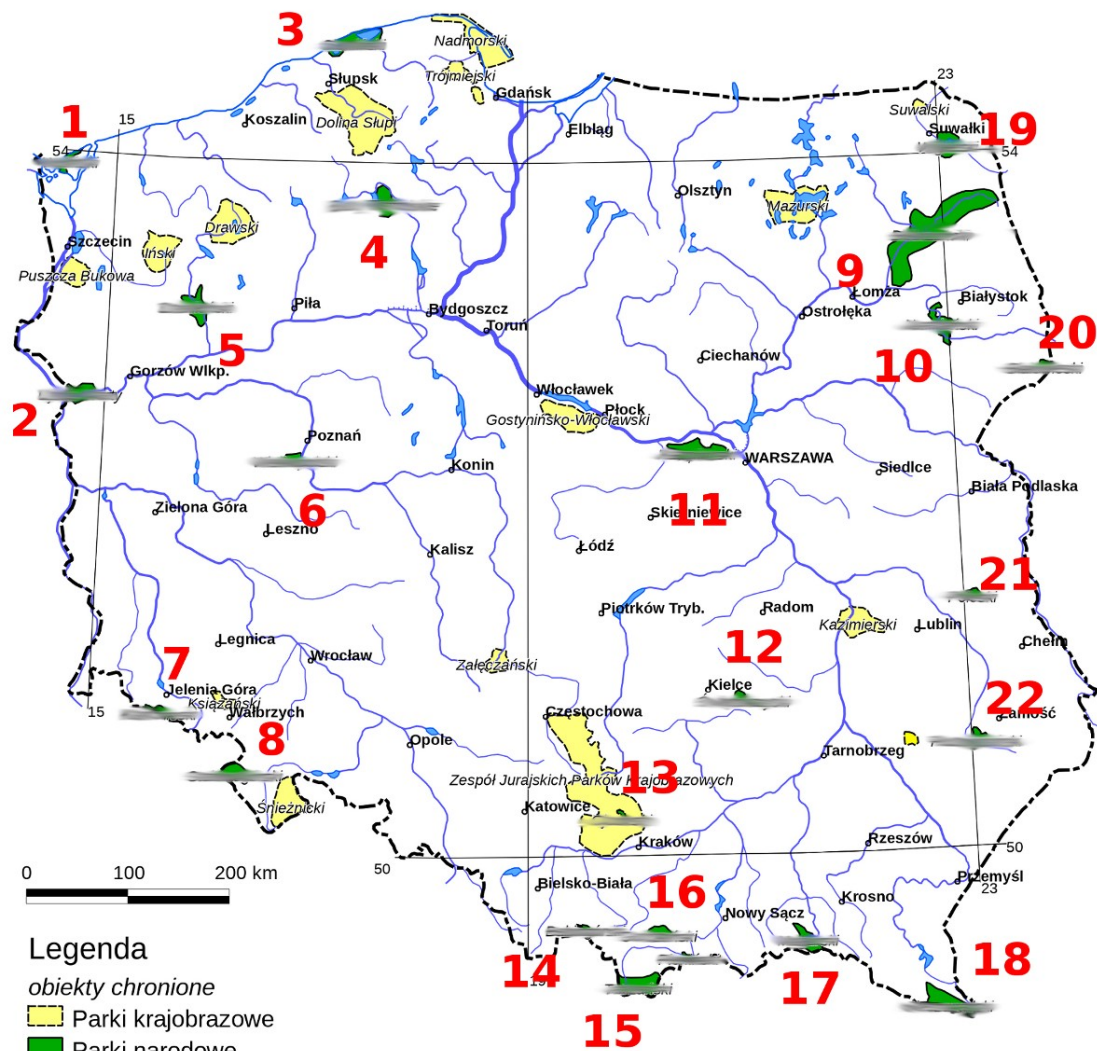 3
Nadmorski
Trójmiejski
Słupsk
Gdańsk
23
Suwalski
1
15
Koszalin
Dolina Słupi
Elbląg
Suwałki
19
54
54
Olsztyn
Mazurski
Drawski
Szczecin
Iński
4
Puszcza Bukowa
9
Łomża
Białystok
Piła
Bydgoszcz
Ostrołęka
Toruń
5
Ciechanów
10
20
Gorzów Wlkp.
2
Włocławek
Płock
Gostynińsko-Włocławski
Poznań
WARSZAWA
Konin
Siedlce
Biała Podlaska
Zielona Góra
6
Skierniewice
11
Leszno
Łódź
Kalisz
21
Piotrków Tryb.
Radom
Kazimierski
Lublin
Legnica
Wrocław
12
Chełm
Załęczański
7
Jelenia Góra
Kielce
Książański
15
Wałbrzych
Częstochowa
22
Zamość
8
Opole
Tarnobrzeg
Zespół Jurajskich Parków Krajobrazowych
13
Śnieżnicki
Katowice
Kraków
Rzeszów
50
50
0 100 200 km
Bielsko-Biała
Przemyśl
23
16
Nowy Sącz
Krosno
Legenda
14
19
17
18
obiekty chronione
15
Parki krajobrazowe
Parki narodowe